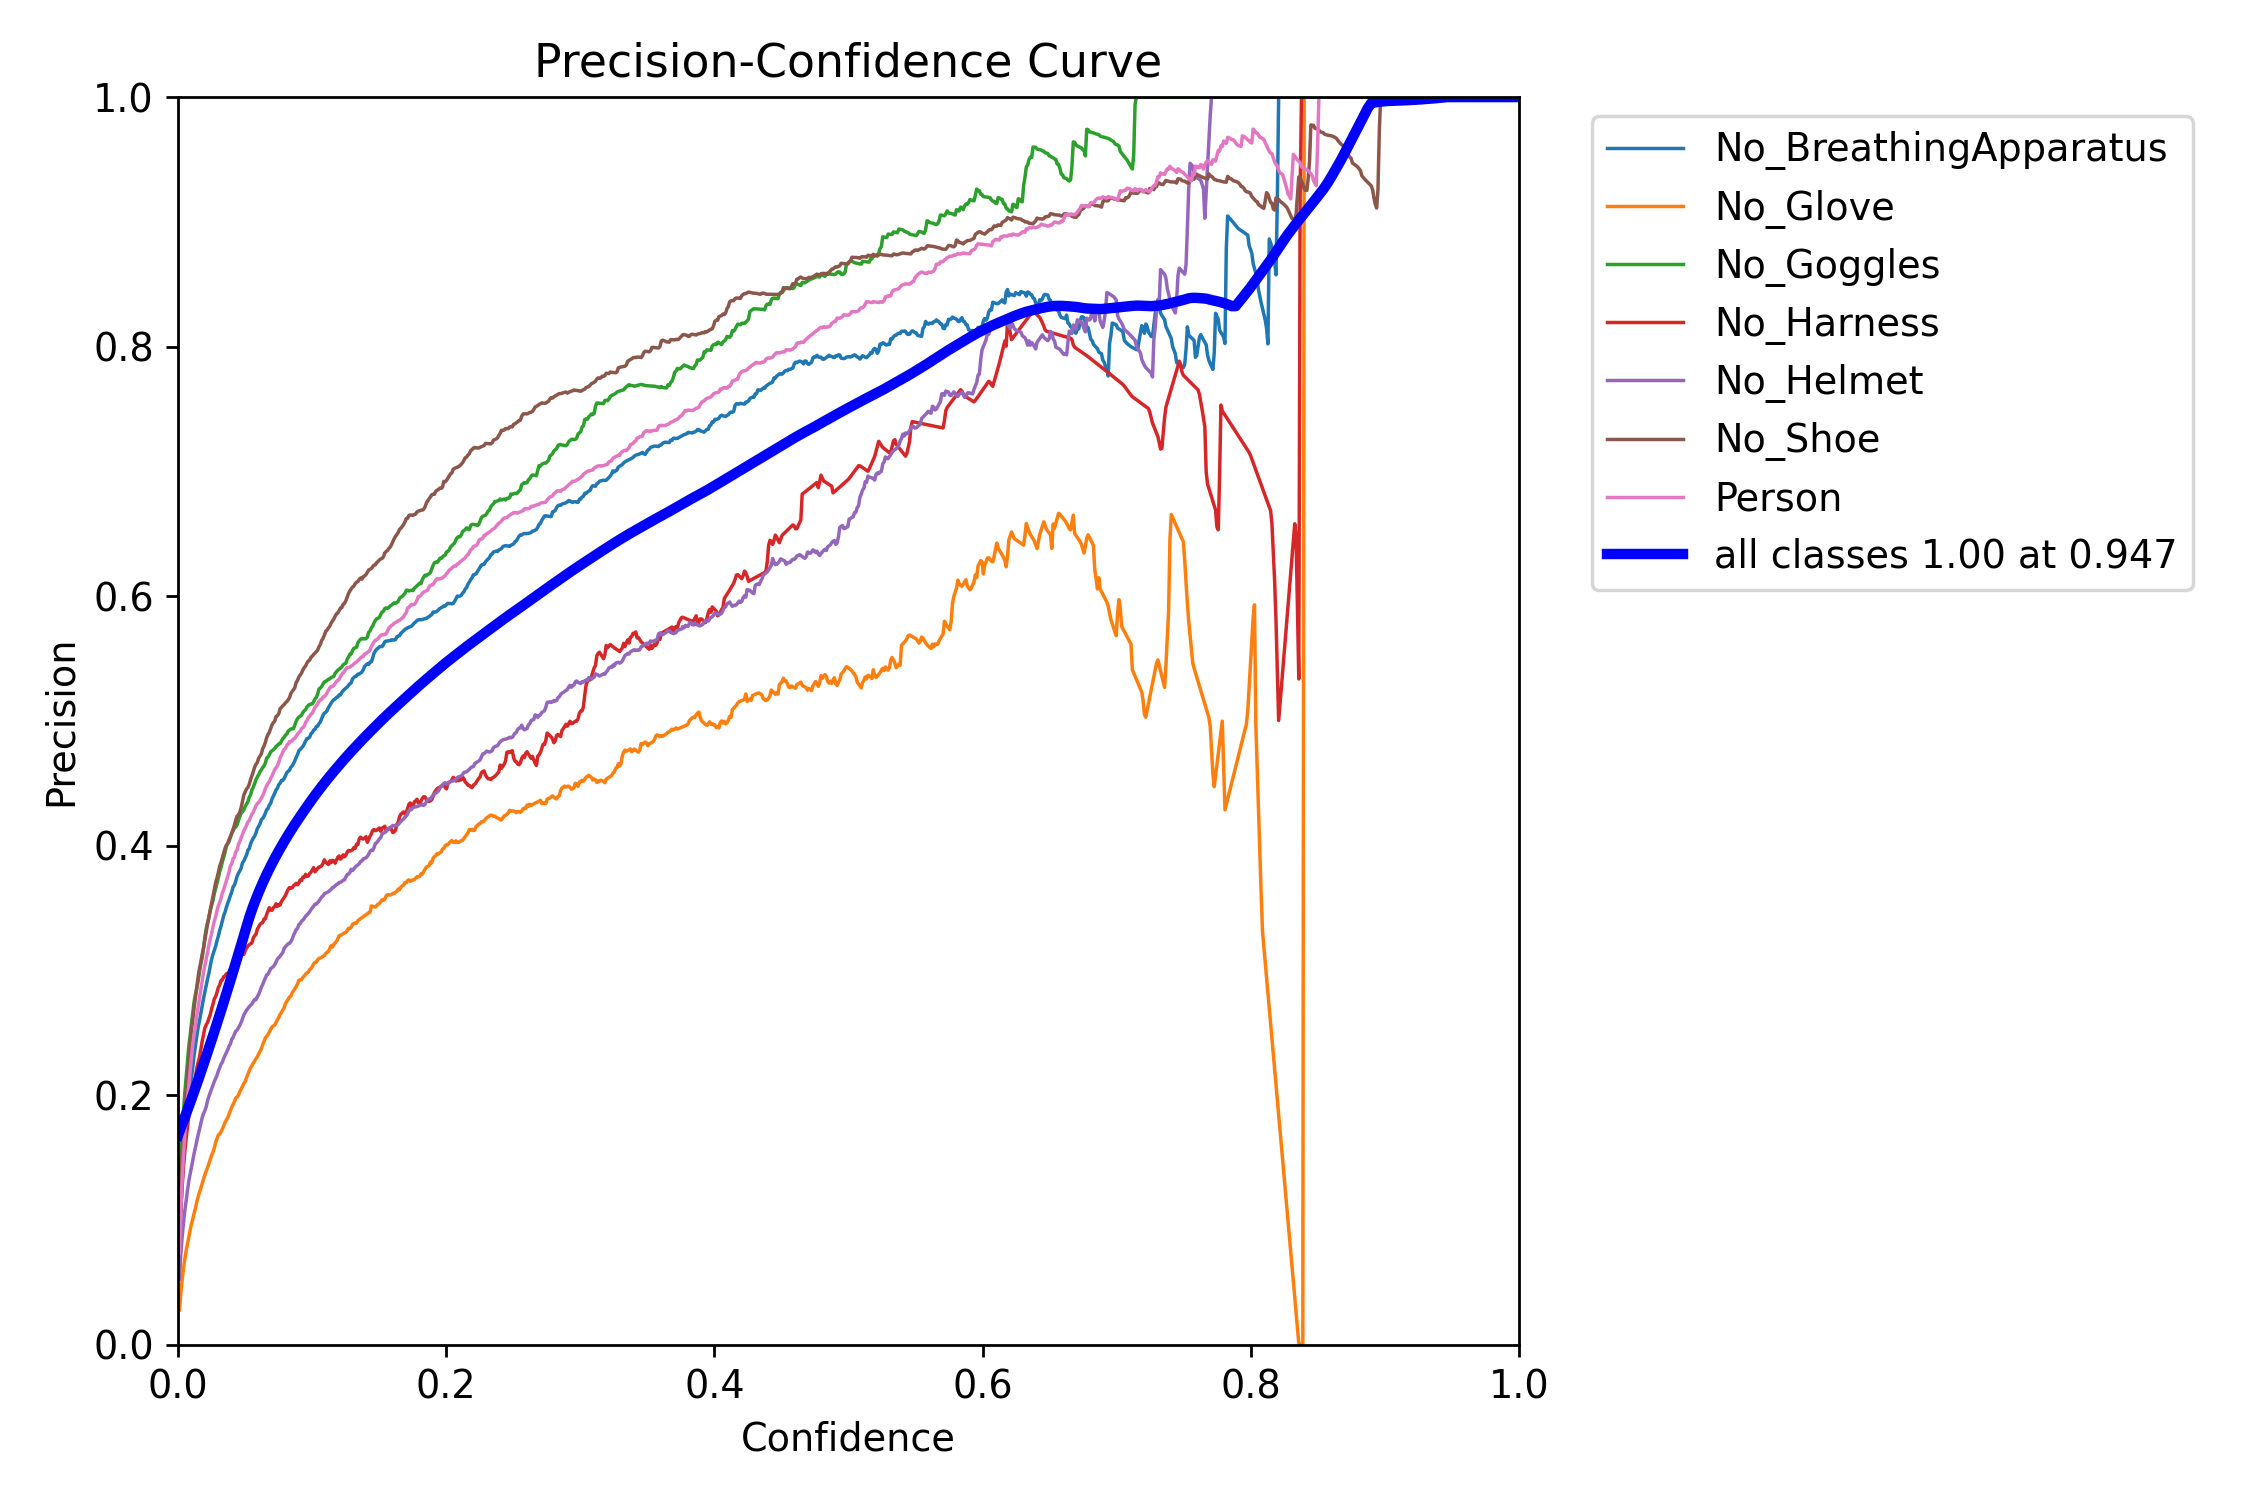 Precision-Confidence Curve
1.0
0.8
0.6
0.4
0.2
0.0
Precision
0.0 0.2 0.4 0.6 0.8 1.0
Confidence
No_BreathingApparatus
No_Glove
No_Goggles
No_Harness
No_Helmet
No_Shoe
Person
all classes 1.00 at 0.947